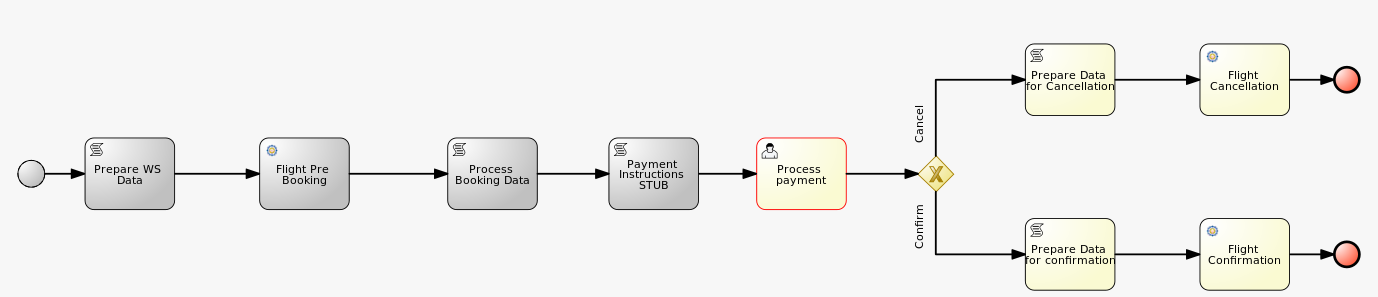 Prepare WS
Data
Flight Pre
Booking
Process
Booking Data
Payment
Instructions
STUB
Process
payment
Cancel
Confirm
Prepare Data
for Cancellation
Flight
Cancellation
Prepare Data
for confirmation
Flight
Confirmation